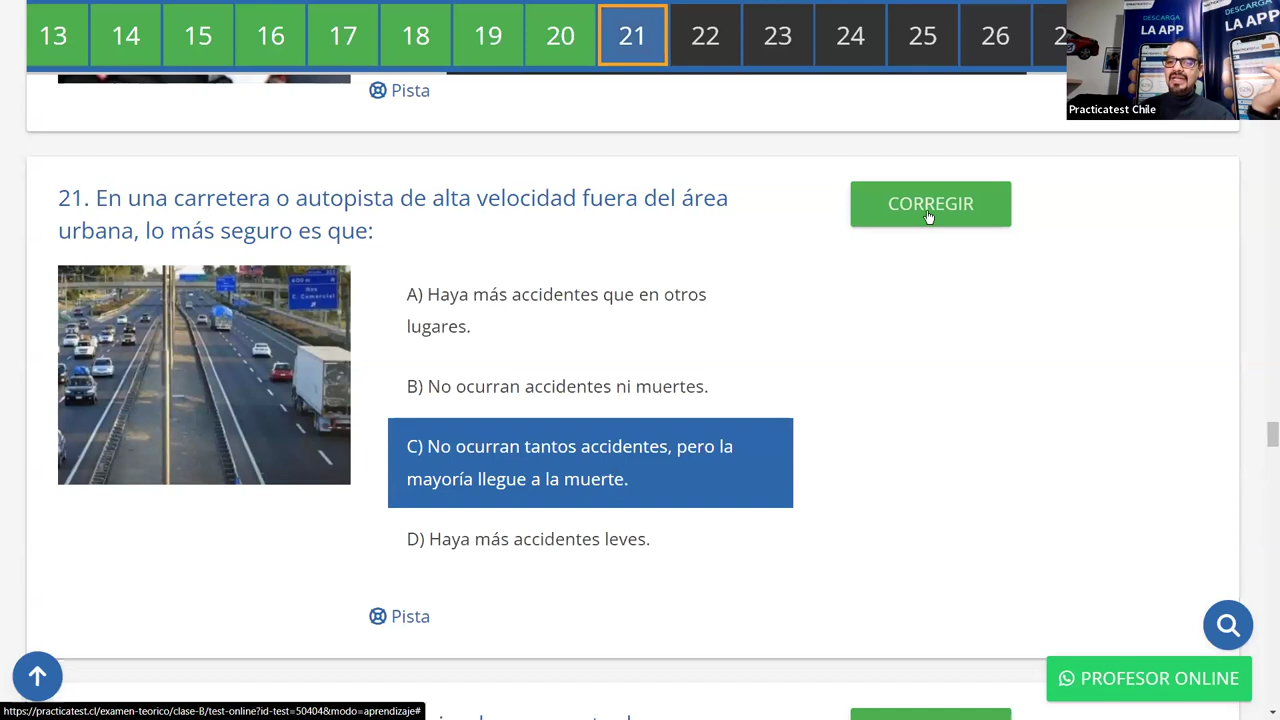 13 14 15 16 17 18 19 20 21 22 23 24 25 26 2
DESCARGA
LA APP
DESCARGA
LA APP
Practicatest Chile
Pista
21. En una carretera o autopista de alta velocidad fuera del área
urbana, lo más seguro es que:
CORREGIR
A) Haya más accidentes que en otros
lugares.
B) No ocurran accidentes ni muertes.
C) No ocurran tantos accidentes, pero la
mayoría llegue a la muerte.
D) Haya más accidentes leves.
Pista
PROFESOR ONLINE
https://practicatest.cl/examen-teorico/clase-B/test-online?id-test=50404&modo=aprendizaje#